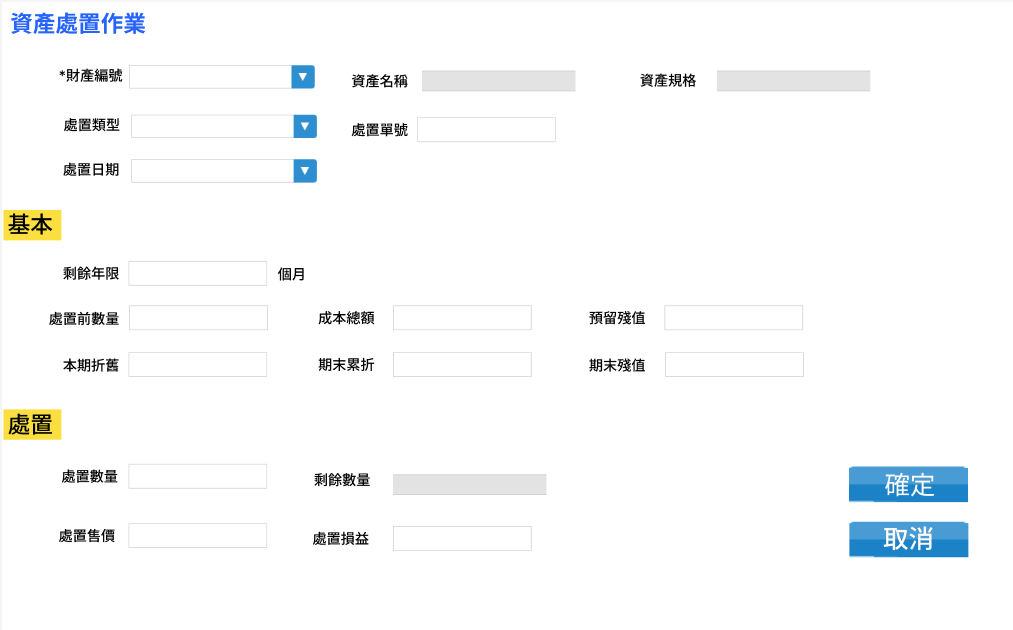 資產處置作業
*財產編號 資產名稱 資產規格
處置類型 處置單號
處置日期
基本
剩餘年限 個月
處置前數量 成本總額 預留殘值
本期折舊 期末累折 期末殘值
處置
處置數量 剩餘數量 確定
處置售價 處置損益 取消